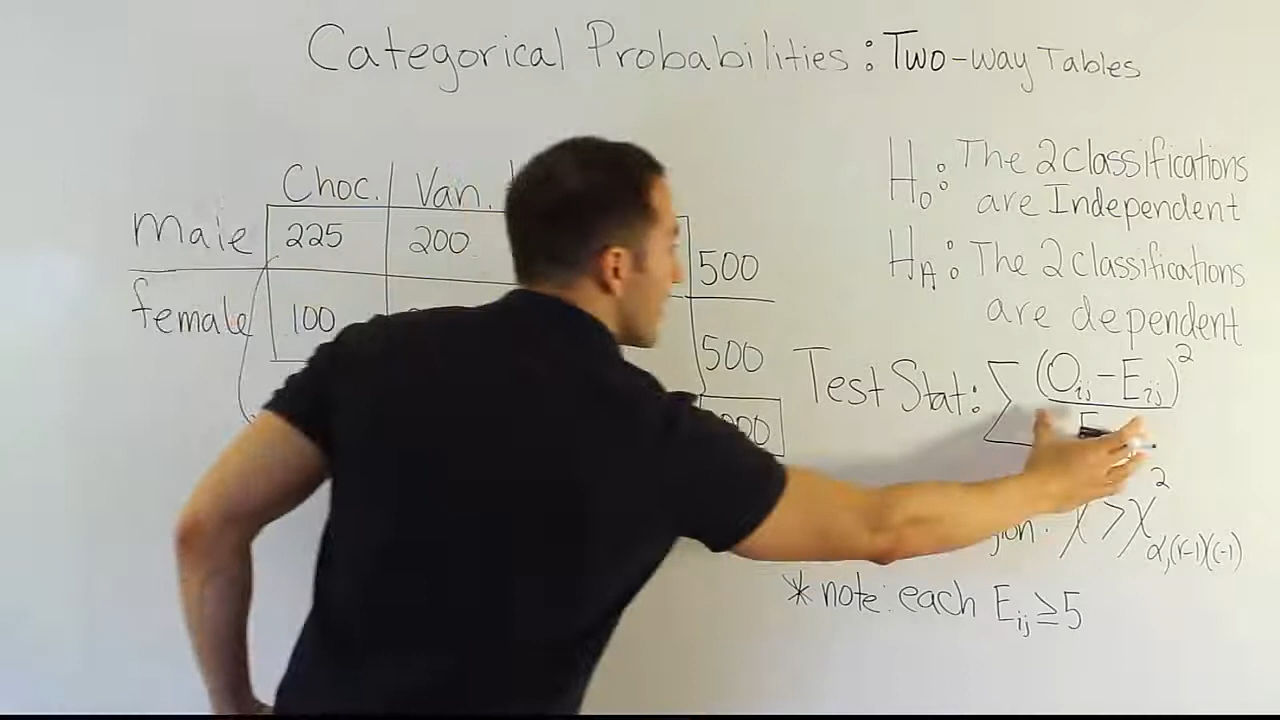 Categorical Probabilities: Two-way Tables
Choc. Van.
male 225 200 500
female 100 500
H₀: The 2 classifications
are Independent
H_A: The 2 classifications
are dependent
Test Stat: Σ (O_ij - E_ij)²
χ² > χ²_α,(r-1)(c-1)
* note: each E_ij ≥ 5